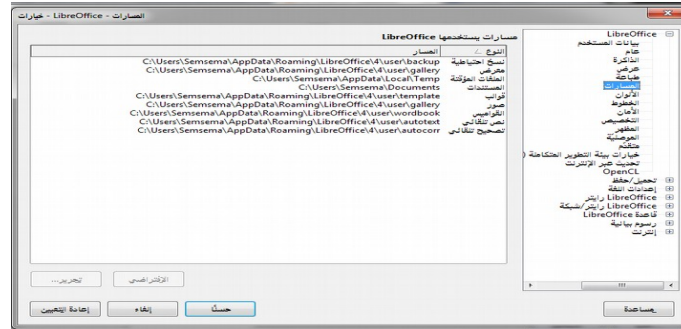 خيارات - LibreOffice - المسارات
LibreOffice
بيانات المستخدم
عام
الذاكرة
عرض
طباعة
المسارات
الألوان
الخطوط
الأمان
التخصيص
المظهر
الموصليّة
متقدّم
خيارات بيئة التطوير المتكاملة (
تحديث عبر الإنترنت
OpenCL
تحميل/حفظ
إعدادات اللغة
LibreOffice رايتر
LibreOffice رايتر/شبكة
LibreOffice قاعدة
رسوم بيانية
إنترنت
مسارات يستخدمها LibreOffice
النوع المسار
نسخ احتياطية C:\Users\Semsema\AppData\Roaming\LibreOffice\4\user\backup
معرض C:\Users\Semsema\AppData\Roaming\LibreOffice\4\user\gallery
الملفات المؤقتة C:\Users\Semsema\AppData\Local\Temp
المستندات C:\Users\Semsema\Documents
قوالب C:\Users\Semsema\AppData\Roaming\LibreOffice\4\user\template
صور C:\Users\Semsema\AppData\Roaming\LibreOffice\4\user\gallery
القواميس C:\Users\Semsema\AppData\Roaming\LibreOffice\4\user\wordbook
نص تلقائي C:\Users\Semsema\AppData\Roaming\LibreOffice\4\user\autotext
تصحيح تلقائي C:\Users\Semsema\AppData\Roaming\LibreOffice\4\user\autocorr
الافتراضي تحرير...
مساعدة حسنًا إلغاء إعادة التعيين